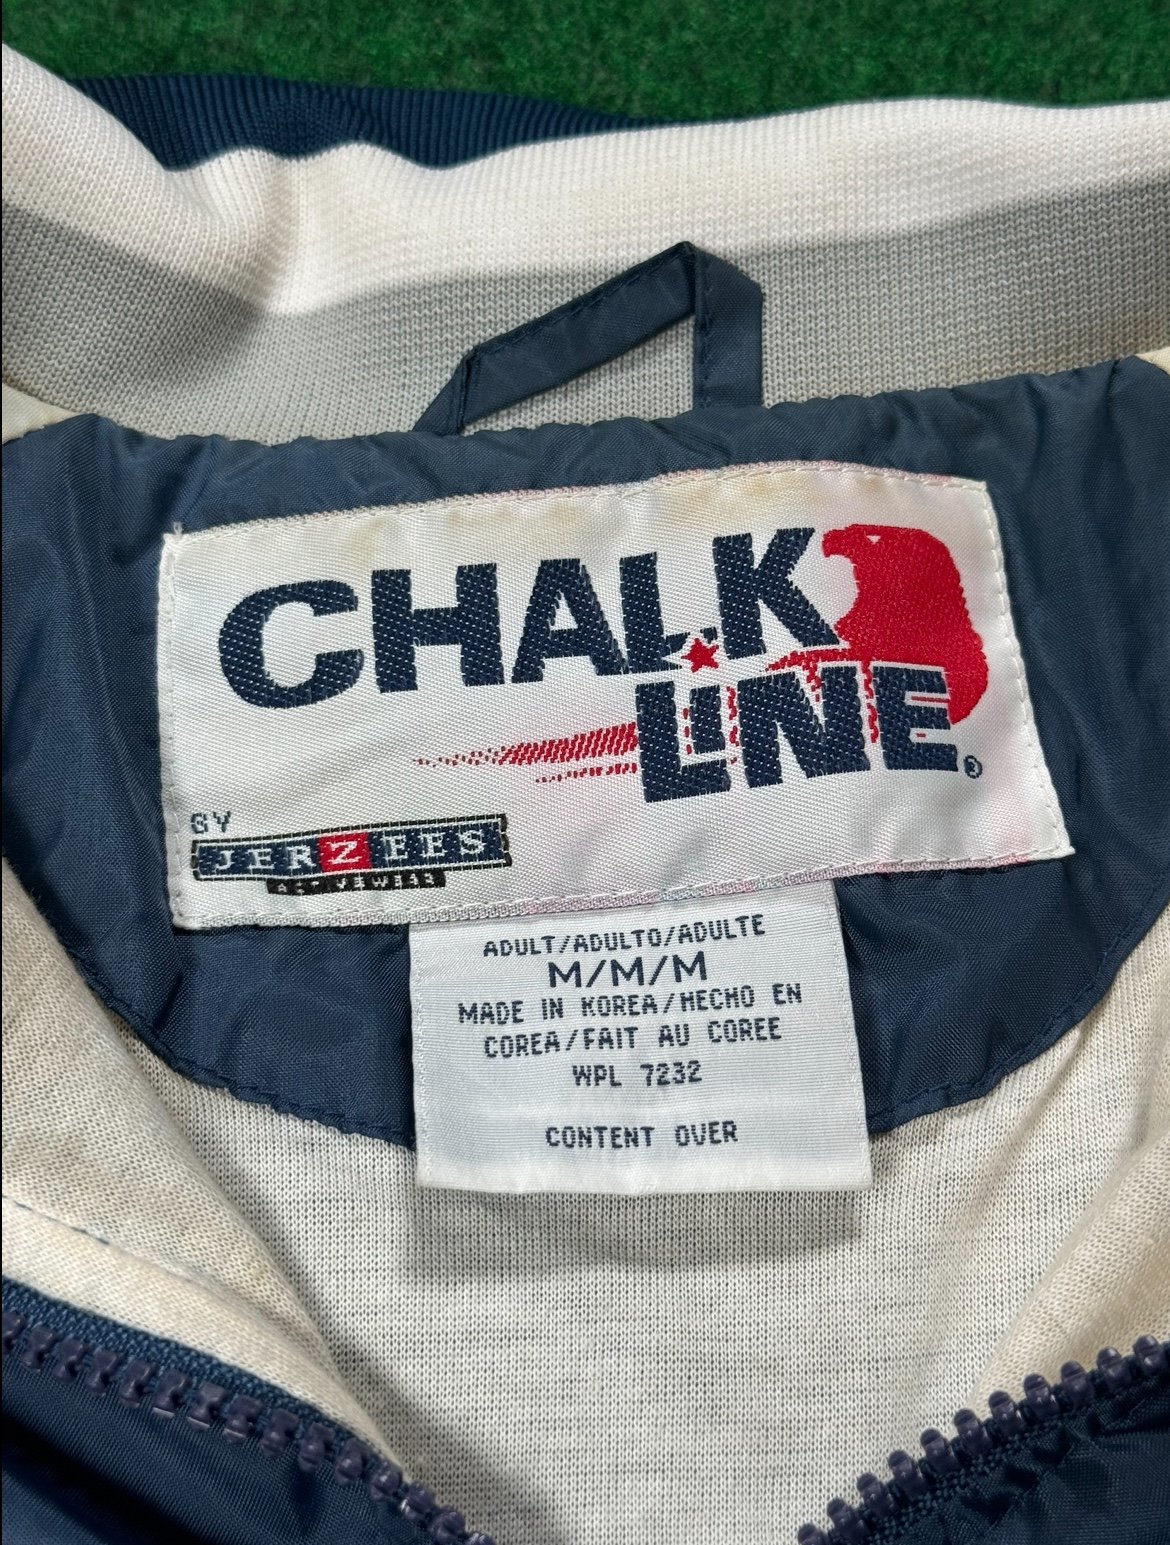 CHALK
LINE®
BY
JERZEES
ACTIVEWEAR
ADULT/ADULTO/ADULTE
M/M/M
MADE IN KOREA/HECHO EN
COREA/FAIT AU COREE
WPL 7232
CONTENT OVER